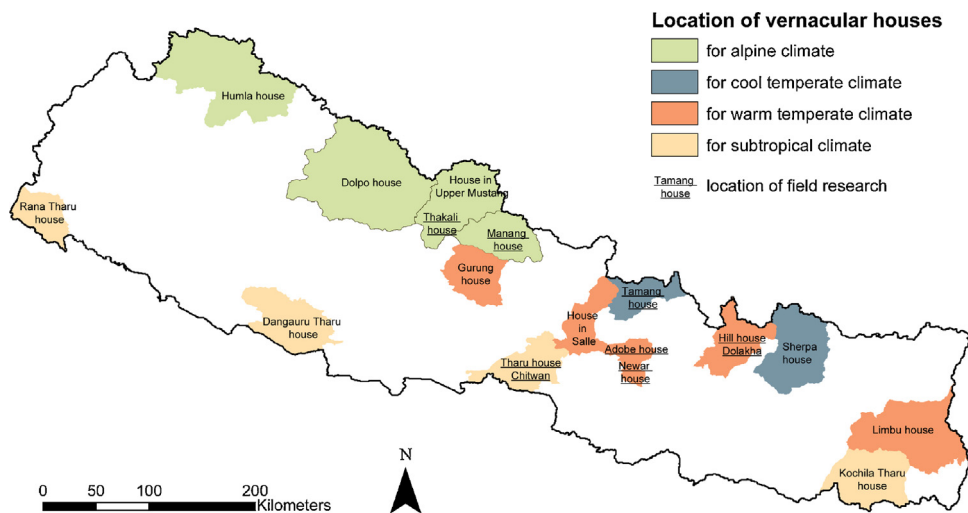 Location of vernacular houses
for alpine climate
for cool temperate climate
for warm temperate climate
for subtropical climate
Tamang
house
location of field research
Humla house
Dolpo house
House in
Upper Mustang
Thakali
house
Manang
house
Rana Tharu
house
Gurung
house
Tamang
house
Dangauru Tharu
house
House
in
Salle
Hill house
Dolakha
Sherpa
house
Adobe house
Newar
house
Tharu house
Chitwan
Limbu house
Kochila Tharu
house
N
0 50 100 200
Kilometers